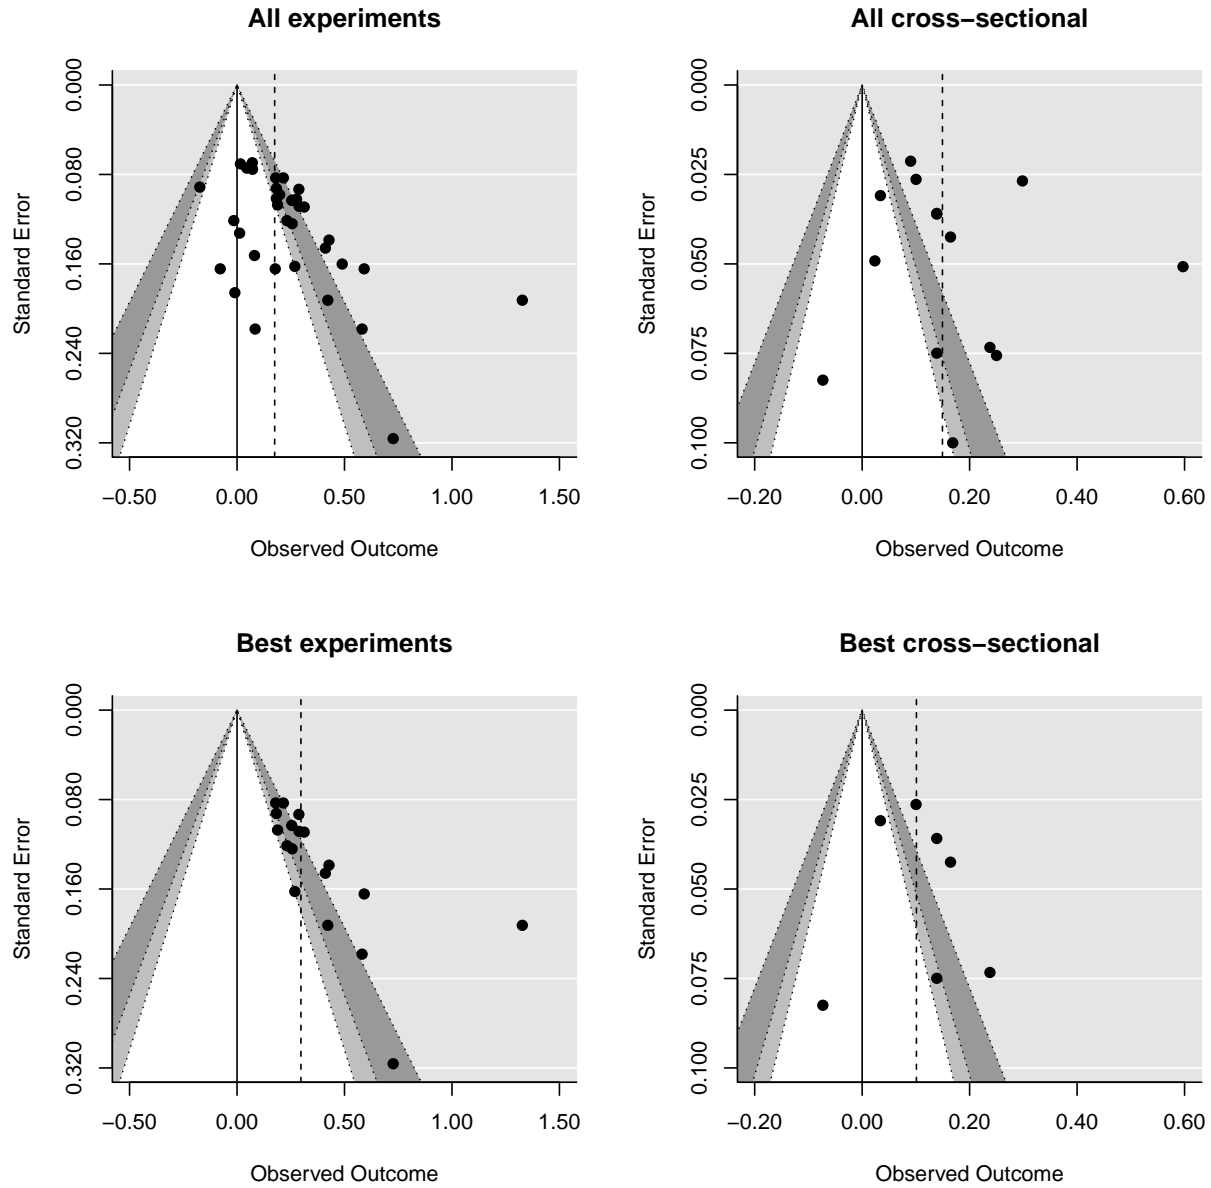 All experiments
Standard Error
0.000
0.080
0.160
0.240
0.320
−0.50 0.00 0.50 1.00 1.50
Observed Outcome
All cross−sectional
Standard Error
0.000
0.025
0.050
0.075
0.100
−0.20 0.00 0.20 0.40 0.60
Observed Outcome
Best experiments
Standard Error
0.000
0.080
0.160
0.240
0.320
−0.50 0.00 0.50 1.00 1.50
Observed Outcome
Best cross−sectional
Standard Error
0.000
0.025
0.050
0.075
0.100
−0.20 0.00 0.20 0.40 0.60
Observed Outcome